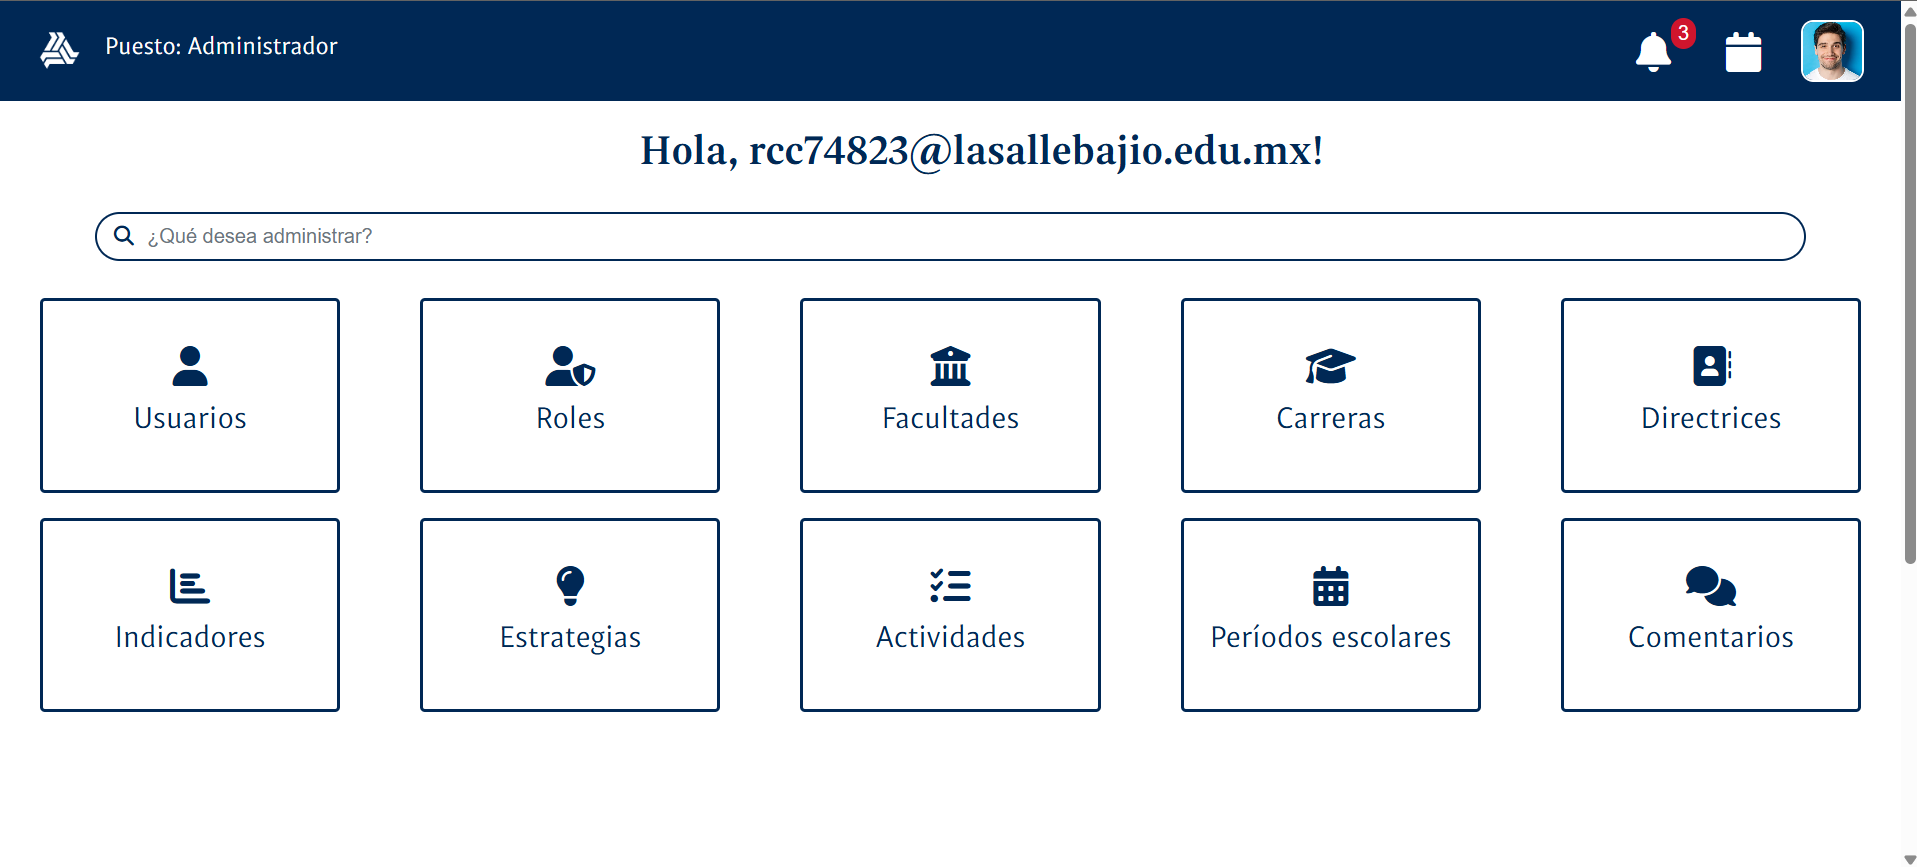 Puesto: Administrador
3
Hola, rcc74823@lasallebajio.edu.mx!
¿Qué desea administrar?
Usuarios
Roles
Facultades
Carreras
Directrices
Indicadores
Estrategias
Actividades
Períodos escolares
Comentarios